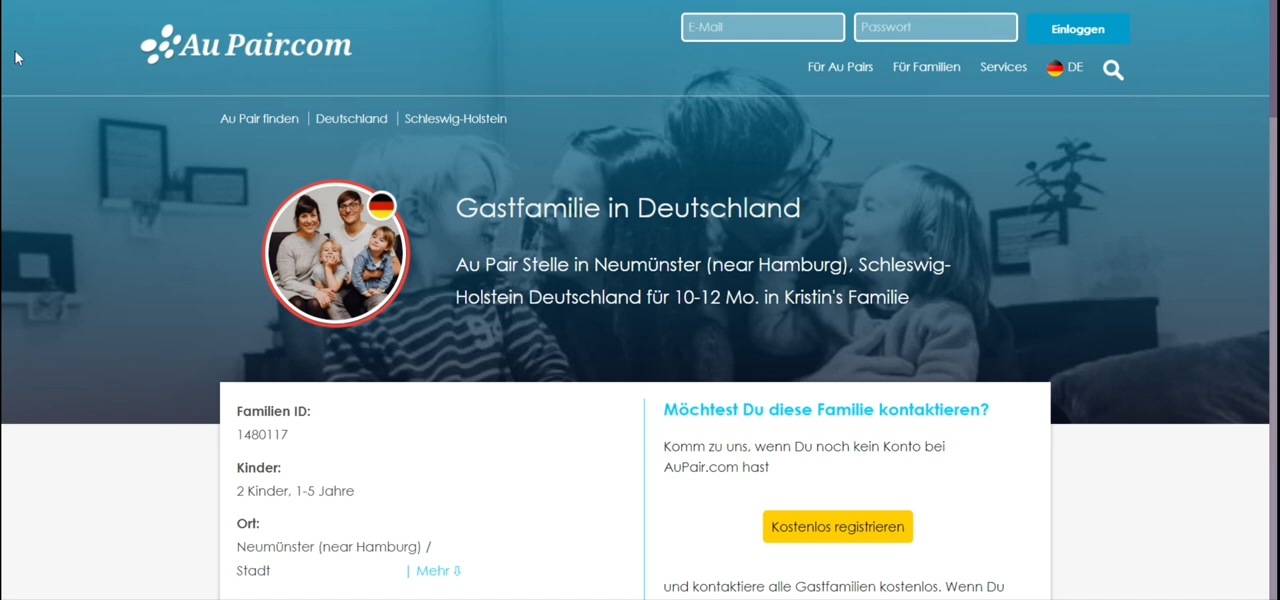 Au Pair.com
E-Mail
Passwort
Einloggen
Für Au Pairs
Für Familien
Services
DE
Au Pair finden | Deutschland | Schleswig-Holstein
Gastfamilie in Deutschland
Au Pair Stelle in Neumünster (near Hamburg), Schleswig-
Holstein Deutschland für 10-12 Mo. in Kristin's Familie
Familien ID:
1480117
Kinder:
2 Kinder, 1-5 Jahre
Ort:
Neumünster (near Hamburg) /
Stadt | Mehr ⇩
Möchtest Du diese Familie kontaktieren?
Komm zu uns, wenn Du noch kein Konto bei
AuPair.com hast
Kostenlos registrieren
und kontaktiere alle Gastfamilien kostenlos. Wenn Du